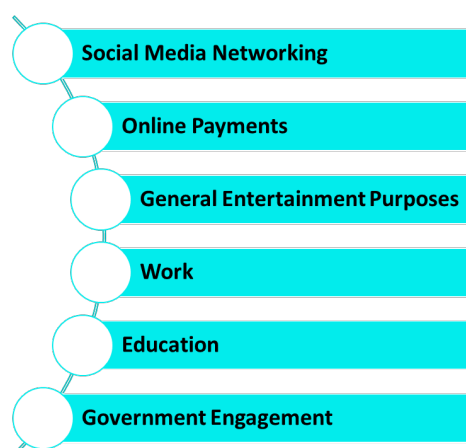 Social Media Networking
Online Payments
General Entertainment Purposes
Work
Education
Government Engagement